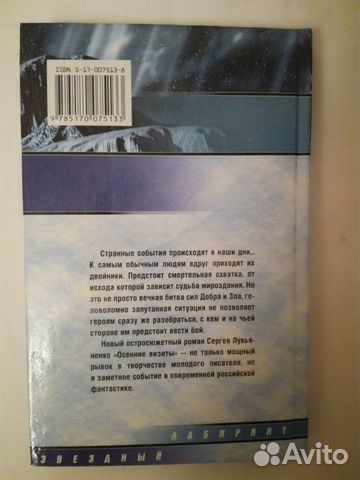 ISBN 5-17-007513-8
9 785170 075133
Странные события происходят в наши дни...
К самым обычным людям вдруг приходят их
двойники. Предстоит смертельная схватка, от
исхода которой зависит судьба мироздания. Но
это не просто вечная битва сил Добра и Зла, го-
ловоломно запутанная ситуация не позволяет
героям сразу же разобраться, с кем и на чьей
стороне им предстоит вести бой.
Новый остросюжетный роман Сергея Лукья-
ненко «Осенние визиты» — не только мощный
рывок в творчестве молодого писателя, но
и заметное событие в современной российской
фантастике.
ЛАБИРИНТ
ЗВЕЗДНЫЙ
Avito